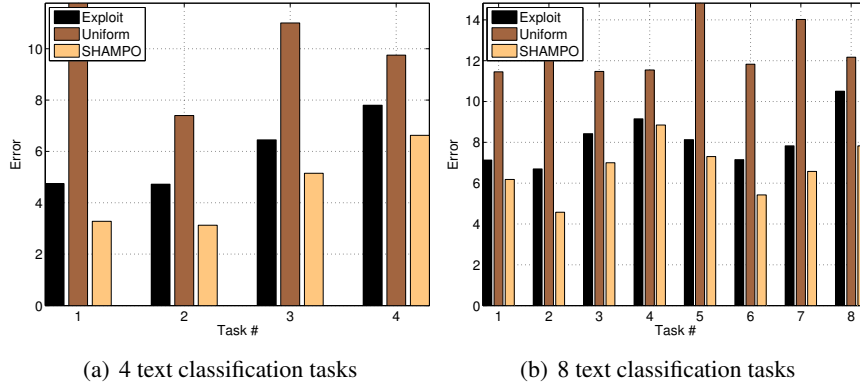 Exploit
Uniform
SHAMPO
10
8
6
4
2
0
Error
1 2 3 4
Task #
(a) 4 text classification tasks
Exploit
Uniform
SHAMPO
14
12
10
8
6
4
2
0
Error
1 2 3 4 5 6 7 8
Task #
(b) 8 text classification tasks